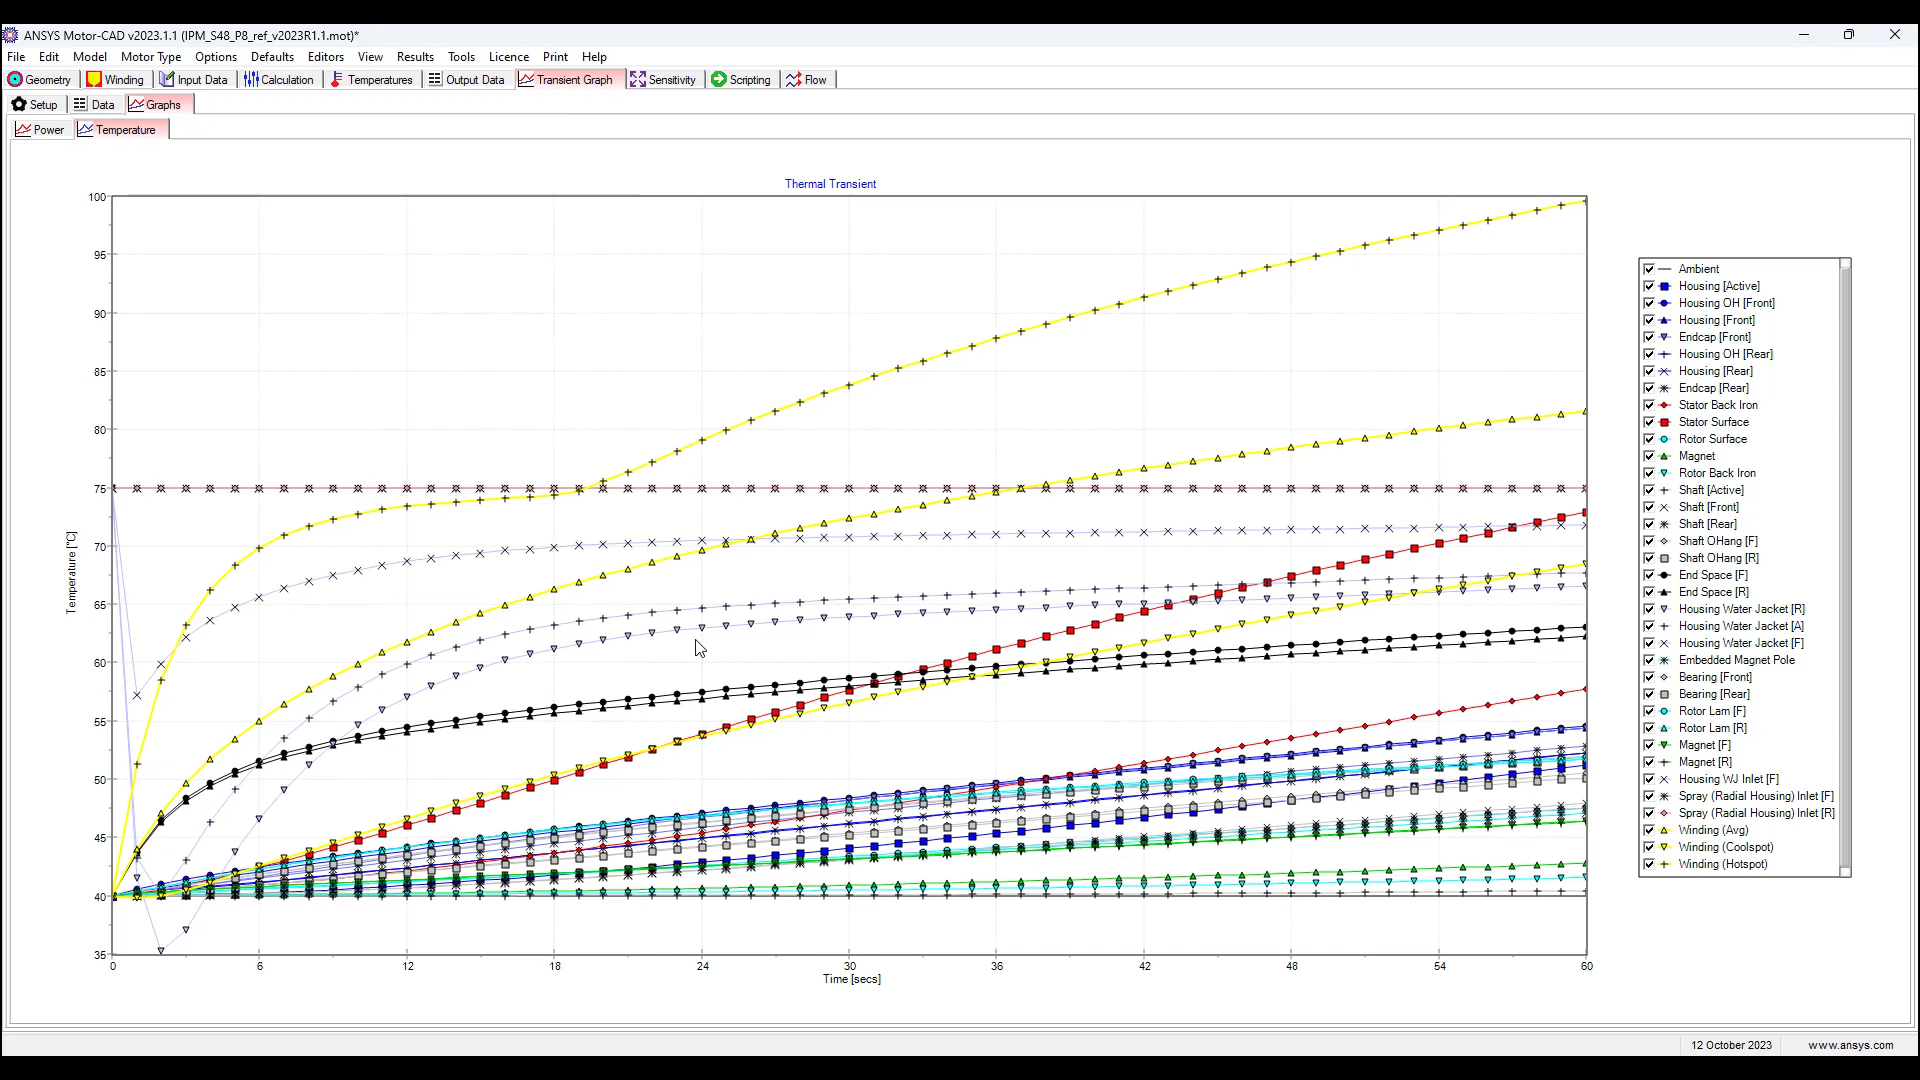 ANSYS Motor-CAD v2023.1.1 (IPM_S48_P8_ref_v2023R1.1.mot)*
File Edit Model Motor Type Options Defaults Editors View Results Tools Licence Print Help
Geometry Winding Input Data Calculation Temperatures Output Data Transient Graph Sensitivity Scripting Flow
Setup Data Graphs
Power Temperature
Thermal Transient
100
95
90
85
80
75
70
65
60
55
50
45
40
35
Temperature [°C]
0 6 12 18 24 30 36 42 48 54 60
Time [secs]
Ambient
Housing [Active]
Housing OH [Front]
Housing [Front]
Endcap [Front]
Housing OH [Rear]
Housing [Rear]
Endcap [Rear]
Stator Back Iron
Stator Surface
Rotor Surface
Magnet
Rotor Back Iron
Shaft [Active]
Shaft [Front]
Shaft [Rear]
Shaft OHang [F]
Shaft OHang [R]
End Space [F]
End Space [R]
Housing Water Jacket [R]
Housing Water Jacket [A]
Housing Water Jacket [F]
Embedded Magnet Pole
Bearing [Front]
Bearing [Rear]
Rotor Lam [F]
Rotor Lam [R]
Magnet [F]
Magnet [R]
Housing WJ Inlet [F]
Spray (Radial Housing) Inlet [F]
Spray (Radial Housing) Inlet [R]
Winding (Avg)
Winding (Coolspot)
Winding (Hotspot)
12 October 2023 www.ansys.com